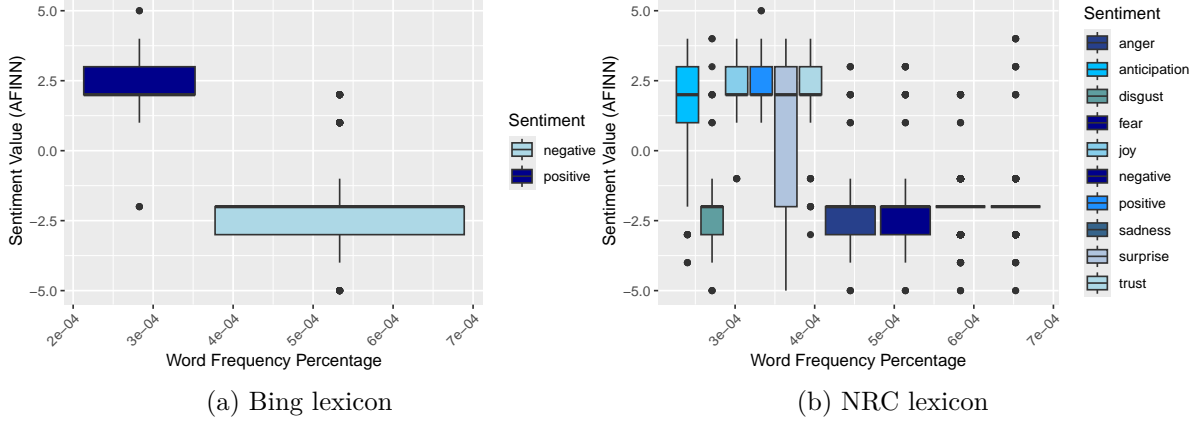 5.0
2.5
0.0
−2.5
−5.0
Sentiment Value (AFINN)
2e−04
3e−04
4e−04
5e−04
6e−04
7e−04
Word Frequency Percentage
Sentiment
negative
positive
(a) Bing lexicon
5.0
2.5
0.0
−2.5
−5.0
Sentiment Value (AFINN)
3e−04
4e−04
5e−04
6e−04
7e−04
Word Frequency Percentage
Sentiment
anger
anticipation
disgust
fear
joy
negative
positive
sadness
surprise
trust
(b) NRC lexicon